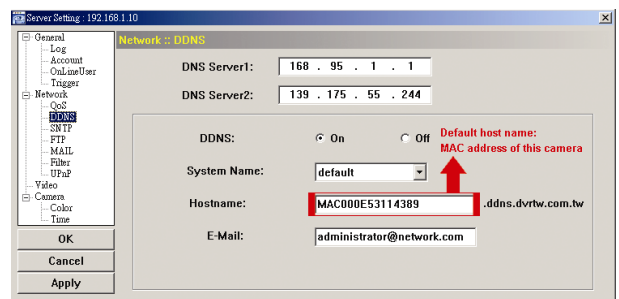 Server Setting : 192.168.1.10
General
Log
Account
OnLineUser
Trigger
Network
QoS
DDNS
SNTP
FTP
MAIL
Filter
UPnP
Video
Camera
Color
Time
OK
Cancel
Apply
Network :: DDNS
DNS Server1: 168 . 95 . 1 . 1
DNS Server2: 139 . 175 . 55 . 244
DDNS: On Off
Default host name:
MAC address of this camera
System Name: default
Hostname: MAC000E53114389 .ddns.dvrtw.com.tw
E-Mail: administrator@network.com